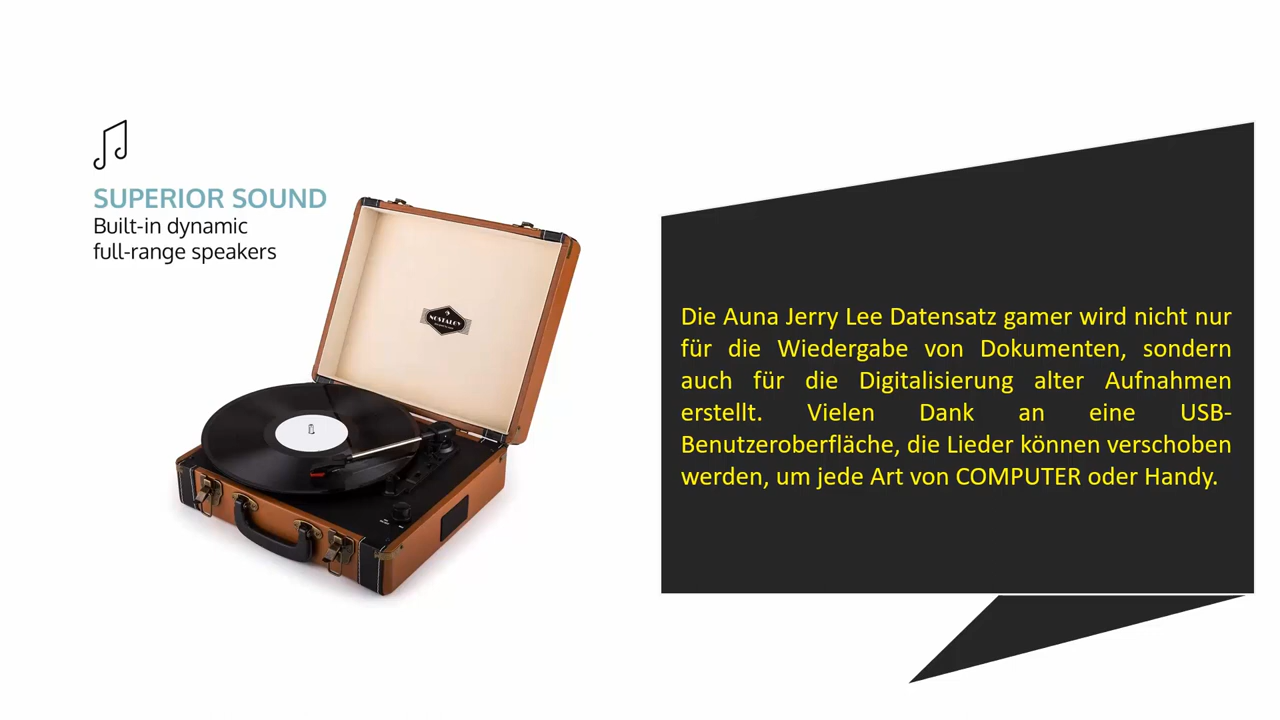 SUPERIOR SOUND
Built-in dynamic
full-range speakers
NOSTALGY
Die Auna Jerry Lee Datensatz gamer wird nicht nur
für die Wiedergabe von Dokumenten, sondern
auch für die Digitalisierung alter Aufnahmen
erstellt. Vielen Dank an eine USB-
Benutzeroberfläche, die Lieder können verschoben
werden, um jede Art von COMPUTER oder Handy.